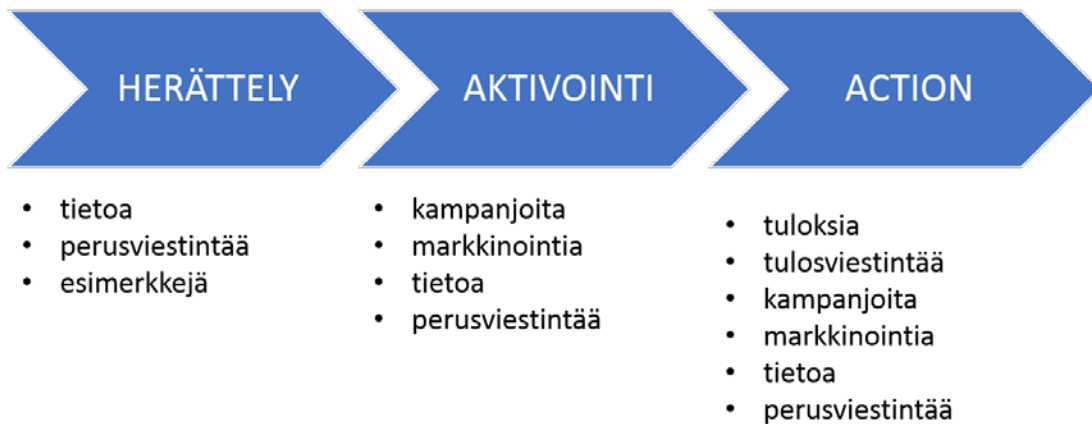 HERÄTTELY
AKTIVOINTI
ACTION
• tietoa
• perusviestintää
• esimerkkejä
• kampanjoita
• markkinointia
• tietoa
• perusviestintää
• tuloksia
• tulosviestintää
• kampanjoita
• markkinointia
• tietoa
• perusviestintää